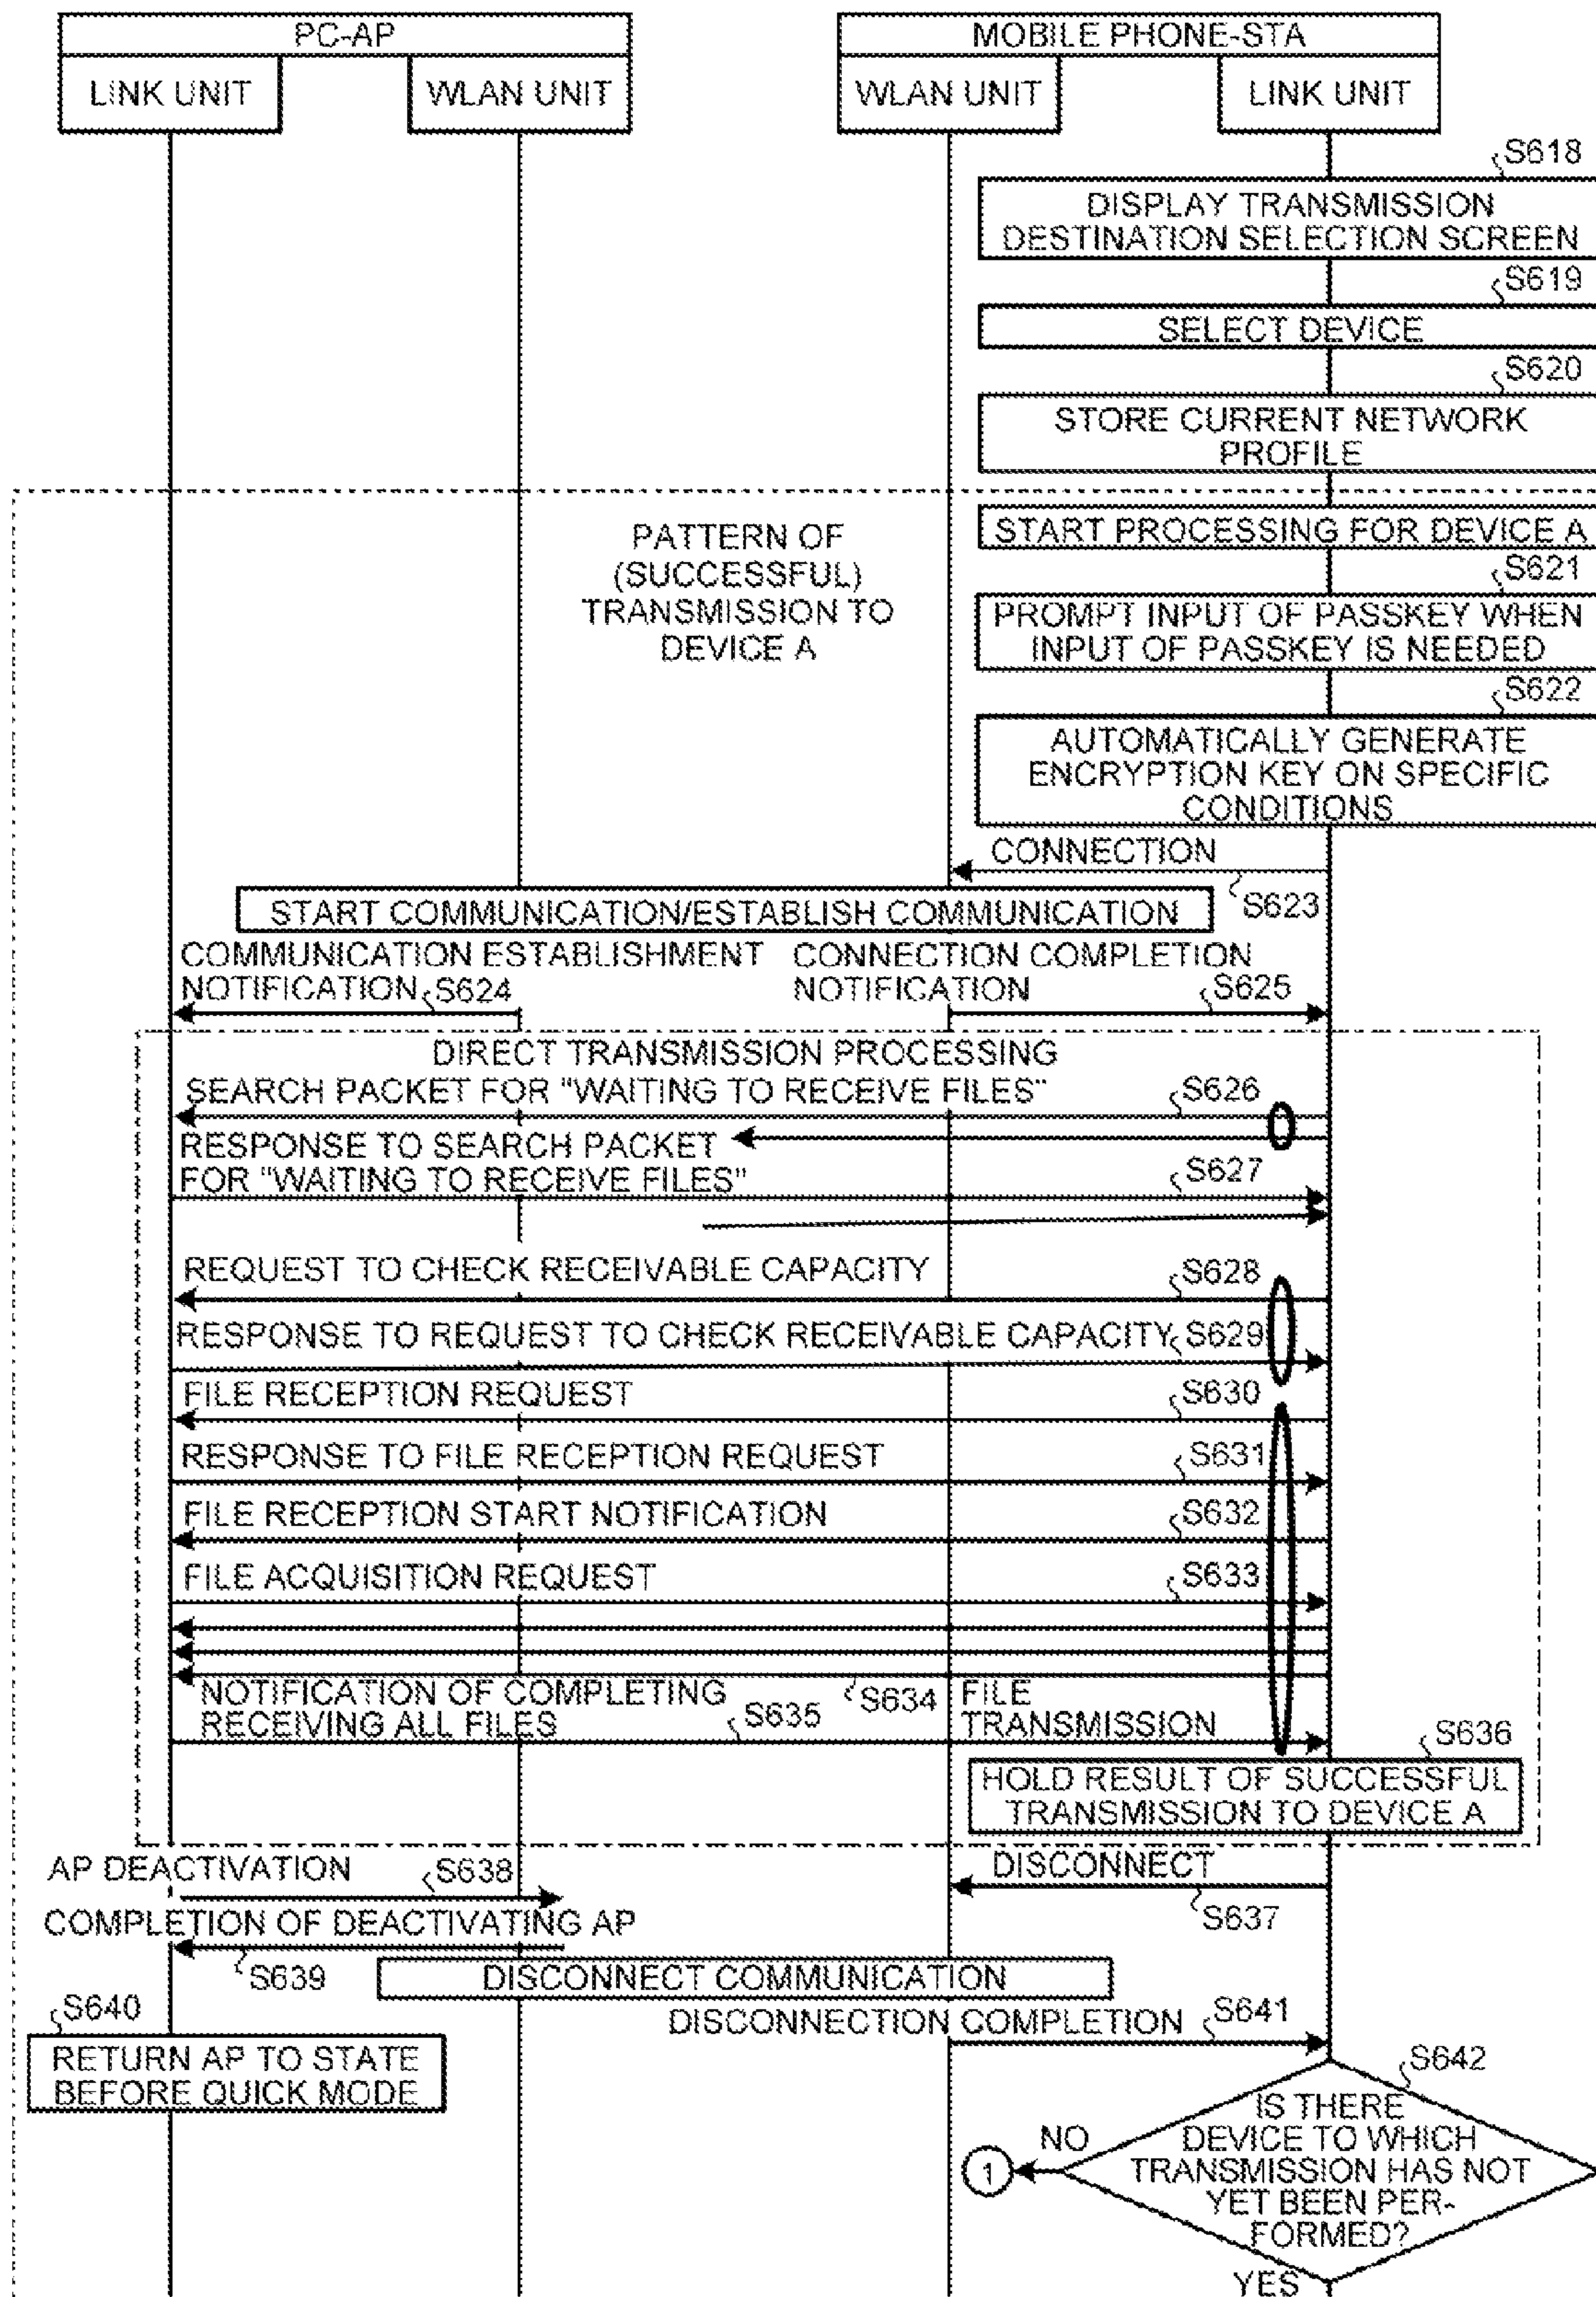 PC-AP
MOBILE PHONE-STA
LINK UNIT
WLAN UNIT
WLAN UNIT
LINK UNIT
S618
DISPLAY TRANSMISSION
DESTINATION SELECTION SCREEN
S619
SELECT DEVICE
S620
STORE CURRENT NETWORK
PROFILE
PATTERN OF
(SUCCESSFUL)
TRANSMISSION TO
DEVICE A
START PROCESSING FOR DEVICE A
S621
PROMPT INPUT OF PASSKEY WHEN
INPUT OF PASSKEY IS NEEDED
S622
AUTOMATICALLY GENERATE
ENCRYPTION KEY ON SPECIFIC
CONDITIONS
CONNECTION
S623
START COMMUNICATION/ESTABLISH COMMUNICATION
COMMUNICATION ESTABLISHMENT
NOTIFICATION S624
CONNECTION COMPLETION
NOTIFICATION S625
DIRECT TRANSMISSION PROCESSING
SEARCH PACKET FOR "WAITING TO RECEIVE FILES" S626
RESPONSE TO SEARCH PACKET
FOR "WAITING TO RECEIVE FILES" S627
REQUEST TO CHECK RECEIVABLE CAPACITY S628
RESPONSE TO REQUEST TO CHECK RECEIVABLE CAPACITY S629
FILE RECEPTION REQUEST S630
RESPONSE TO FILE RECEPTION REQUEST S631
FILE RECEPTION START NOTIFICATION S632
FILE ACQUISITION REQUEST S633
NOTIFICATION OF COMPLETING
RECEIVING ALL FILES S635
S634 FILE
TRANSMISSION
S636
HOLD RESULT OF SUCCESSFUL
TRANSMISSION TO DEVICE A
AP DEACTIVATION S638
DISCONNECT
S637
COMPLETION OF DEACTIVATING AP
S639
DISCONNECT COMMUNICATION
S640
RETURN AP TO STATE
BEFORE QUICK MODE
DISCONNECTION COMPLETION S641
S642
IS THERE
DEVICE TO WHICH
TRANSMISSION HAS NOT
YET BEEN PER-
FORMED?
NO
1
YES